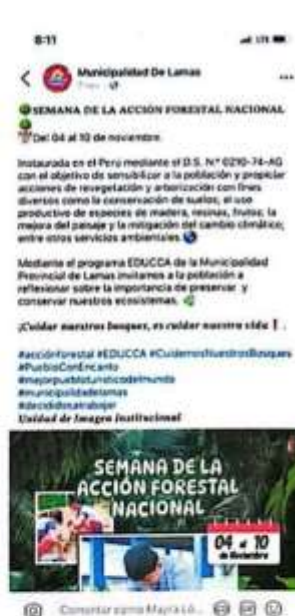 8:11
Municipalidad De Lamas
SEMANA DE LA ACCIÓN FORESTAL NACIONAL
Del 04 al 10 de noviembre.
Instaurada en el Perú mediante el D.S. N° 0210-74-AG
con el objetivo de sensibilizar a la población y propiciar
acciones de revegetación y arborización con fines
diversos como la conservación de suelos, el uso
productivo de especies de madera, resinas, frutos; la
mejora del paisaje y la mitigación del cambio climático;
entre otros servicios ambientales
Mediante el programa EDUCCA de la Municipalidad
Provincial de Lamas invitamos a la población a
reflexionar sobre la importancia de preservar y
conservar nuestros ecosistemas.
¡Cuidar nuestros bosques, es cuidar nuestra vida! .
#acciónforestal #EDUCCA #CuidemosNuestrosBosques
#PuebloConEncanto
#mejorpuebloturisticodelmundo
#municipalidadelamas
#decididosatrabajar
Unidad de Imagen Institucional
SEMANA DE LA
ACCIÓN FORESTAL
NACIONAL
04 al 10
de Noviembre
Comentar como Mayra